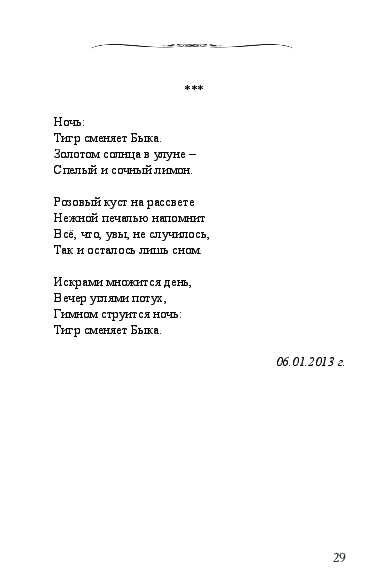 ***
Ночь:
Тигр сменяет Быка.
Золотом солнца в улуне –
Спелый и сочный лимон.
Розовый куст на рассвете
Нежной печалью напомнит
Всё, что, увы, не случилось,
Так и осталось лишь сном.
Искрами множится день,
Вечер углями потух,
Гимном струится ночь:
Тигр сменяет Быка.
06.01.2013 г.
29